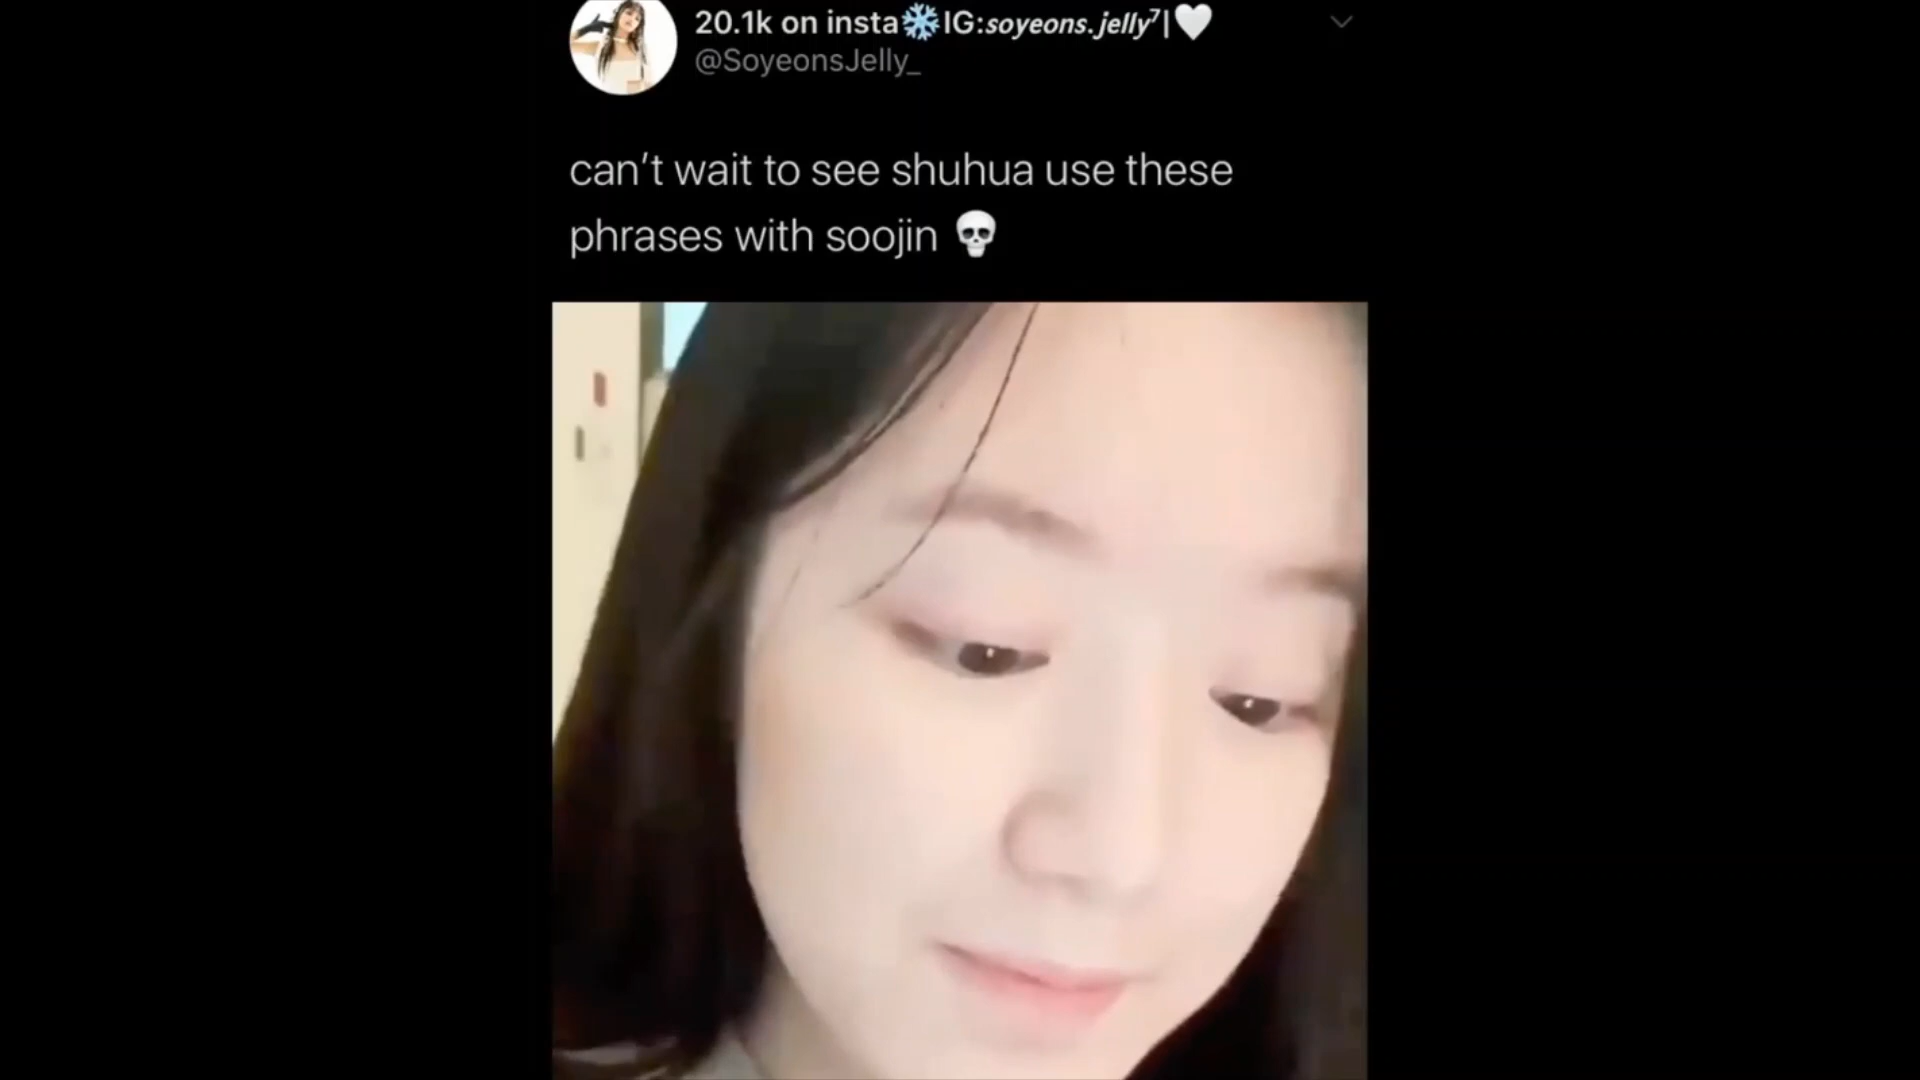 20.1k on insta❄️IG:soyeons.jelly⁷|🤍
@SoyeonsJelly_
can't wait to see shuhua use these
phrases with soojin 💀